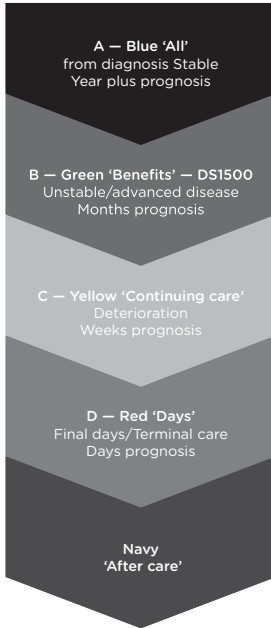 A — Blue ‘All’
from diagnosis Stable
Year plus prognosis
B — Green ‘Benefits’ — DS1500
Unstable/advanced disease
Months prognosis
C — Yellow ‘Continuing care’
Deterioration
Weeks prognosis
D — Red ‘Days’
Final days/Terminal care
Days prognosis
Navy
‘After care’